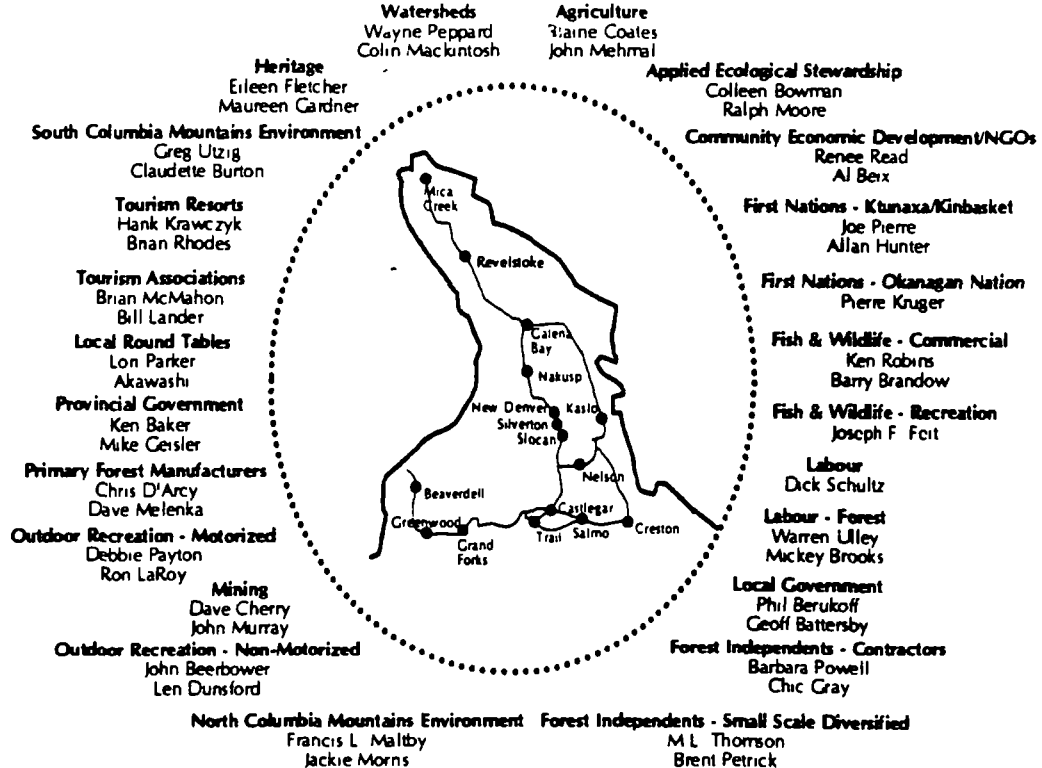 Watersheds
Wayne Peppard
Colin Mackintosh
Agriculture
Blaine Coates
John Mehmal
Applied Ecological Stewardship
Colleen Bowman
Ralph Moore
Community Economic Development/NGOs
Renee Read
Al Beix
First Nations - Ktunaxa/Kinbasket
Joe Pierre
Allan Hunter
First Nations - Okanagan Nation
Pierre Kruger
Fish & Wildlife - Commercial
Ken Robins
Barry Brandow
Fish & Wildlife - Recreation
Joseph F
Labour
Dick Schultz
Labour - Forest
Warren Ulley
Mickey Brooks
Local Government
Phil Berukoff
Geoff Battersby
Forest Independents - Contractors
Barbara Powell
Chic Gray
Forest Independents - Small Scale Diversified
M L Thomson
Brent Petrick
North Columbia Mountains Environment
Francis L Maltby
Jackie Morris
Outdoor Recreation - Non-Motorized
John Beerbower
Len Dunsford
Mining
Dave Cherry
John Murray
Outdoor Recreation - Motorized
Debbie Payton
Ron LaRoy
Primary Forest Manufacturers
Chris D'Arcy
Dave Melenka
Provincial Government
Ken Baker
Mike Geisler
Local Round Tables
Lon Parker
Akawashi
Tourism Associations
Brian McMahon
Bill Lander
Tourism Resorts
Hank Krawczyk
Brian Rhodes
South Columbia Mountains Environment
Greg Utzig
Claudette Burton
Heritage
Eileen Fletcher
Maureen Gardner
Mica
Creek
Revelstoke
Galena
Bay
Nakusp
New Denver
Kaslo
Silverton
Slocan
Nelson
Beaverdell
Castlegar
Greenwood
Grand
Forks
Trail
Salmo
Creston